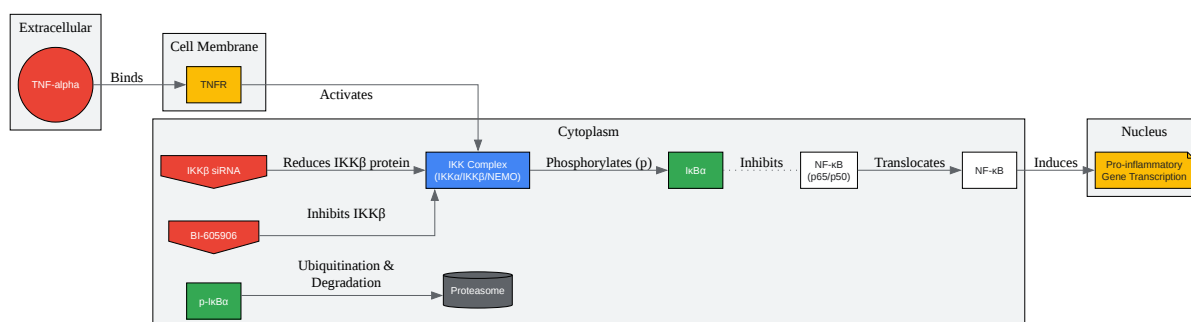 Extracellular
TNF-alpha
Binds
Cell Membrane
TNFR
Activates
Cytoplasm
IKKβ siRNA
Reduces IKKβ protein
IKK Complex
(IKKα/IKKβ/NEMO)
Phosphorylates (p)
IκBα
Inhibits
NF-κB
(p65/p50)
Translocates
NF-κB
Induces
Nucleus
Pro-inflammatory
Gene Transcription
BI-605906
Inhibits IKKβ
p-IκBα
Ubiquitination &
Degradation
Proteasome